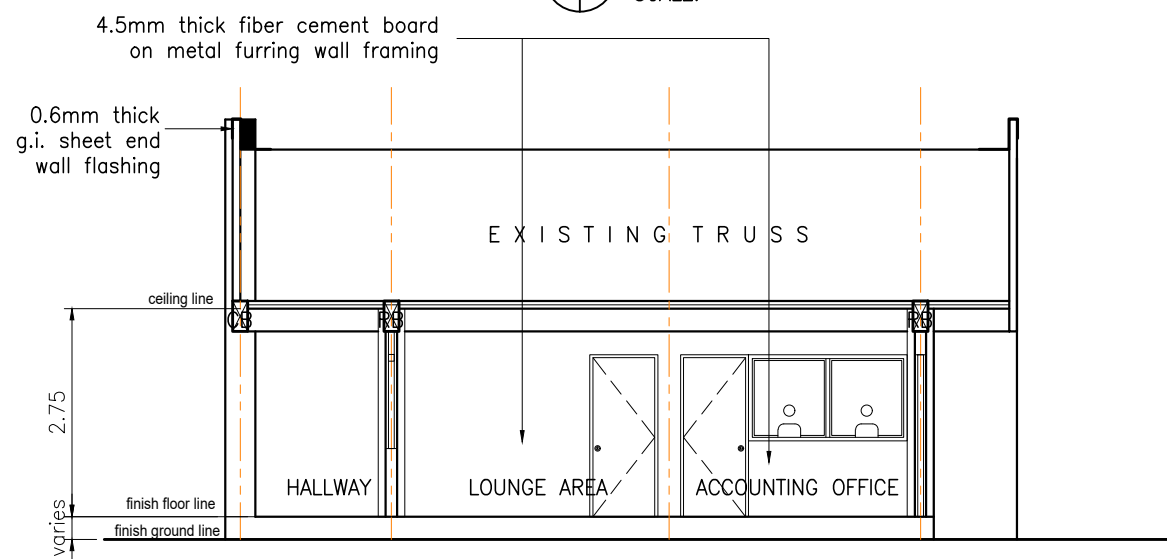 4.5mm thick fiber cement board
on metal furring wall framing
0.6mm thick
g.i. sheet end
wall flashing
EXISTING TRUSS
ceiling line
CB
RB
RB
2.75
HALLWAY
LOUNGE AREA
ACCOUNTING OFFICE
finish floor line
varies
finish ground line